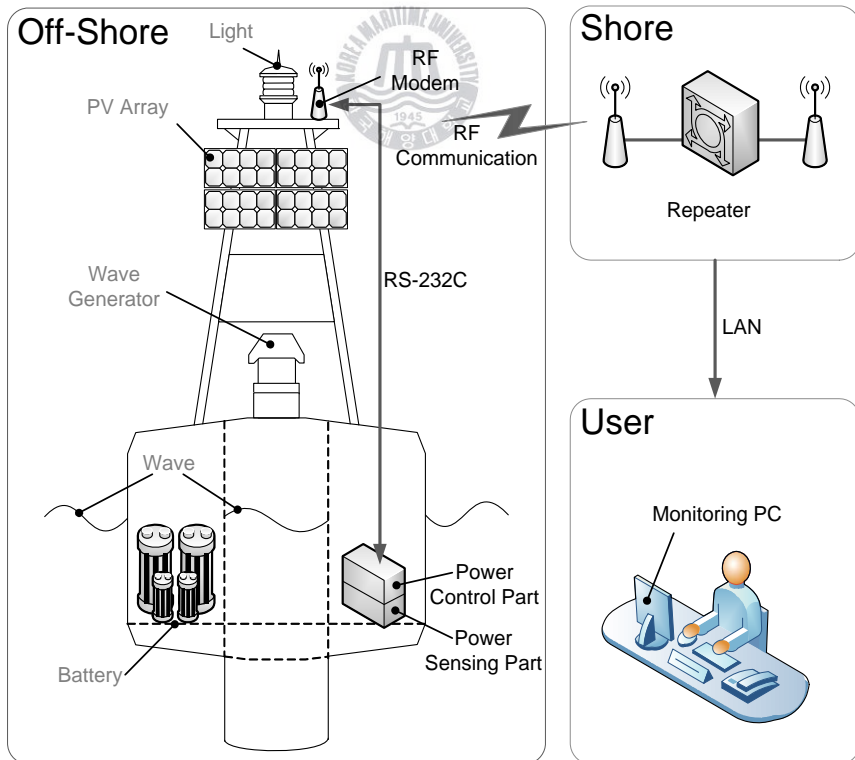 Off-Shore
Light
RF
Modem
PV Array
KOREA MARITIME UNIVERSITY
1945
RF
Communication
Wave
Generator
RS-232C
Wave
Power
Control Part
Power
Sensing Part
Battery
Shore
Repeater
LAN
User
Monitoring PC